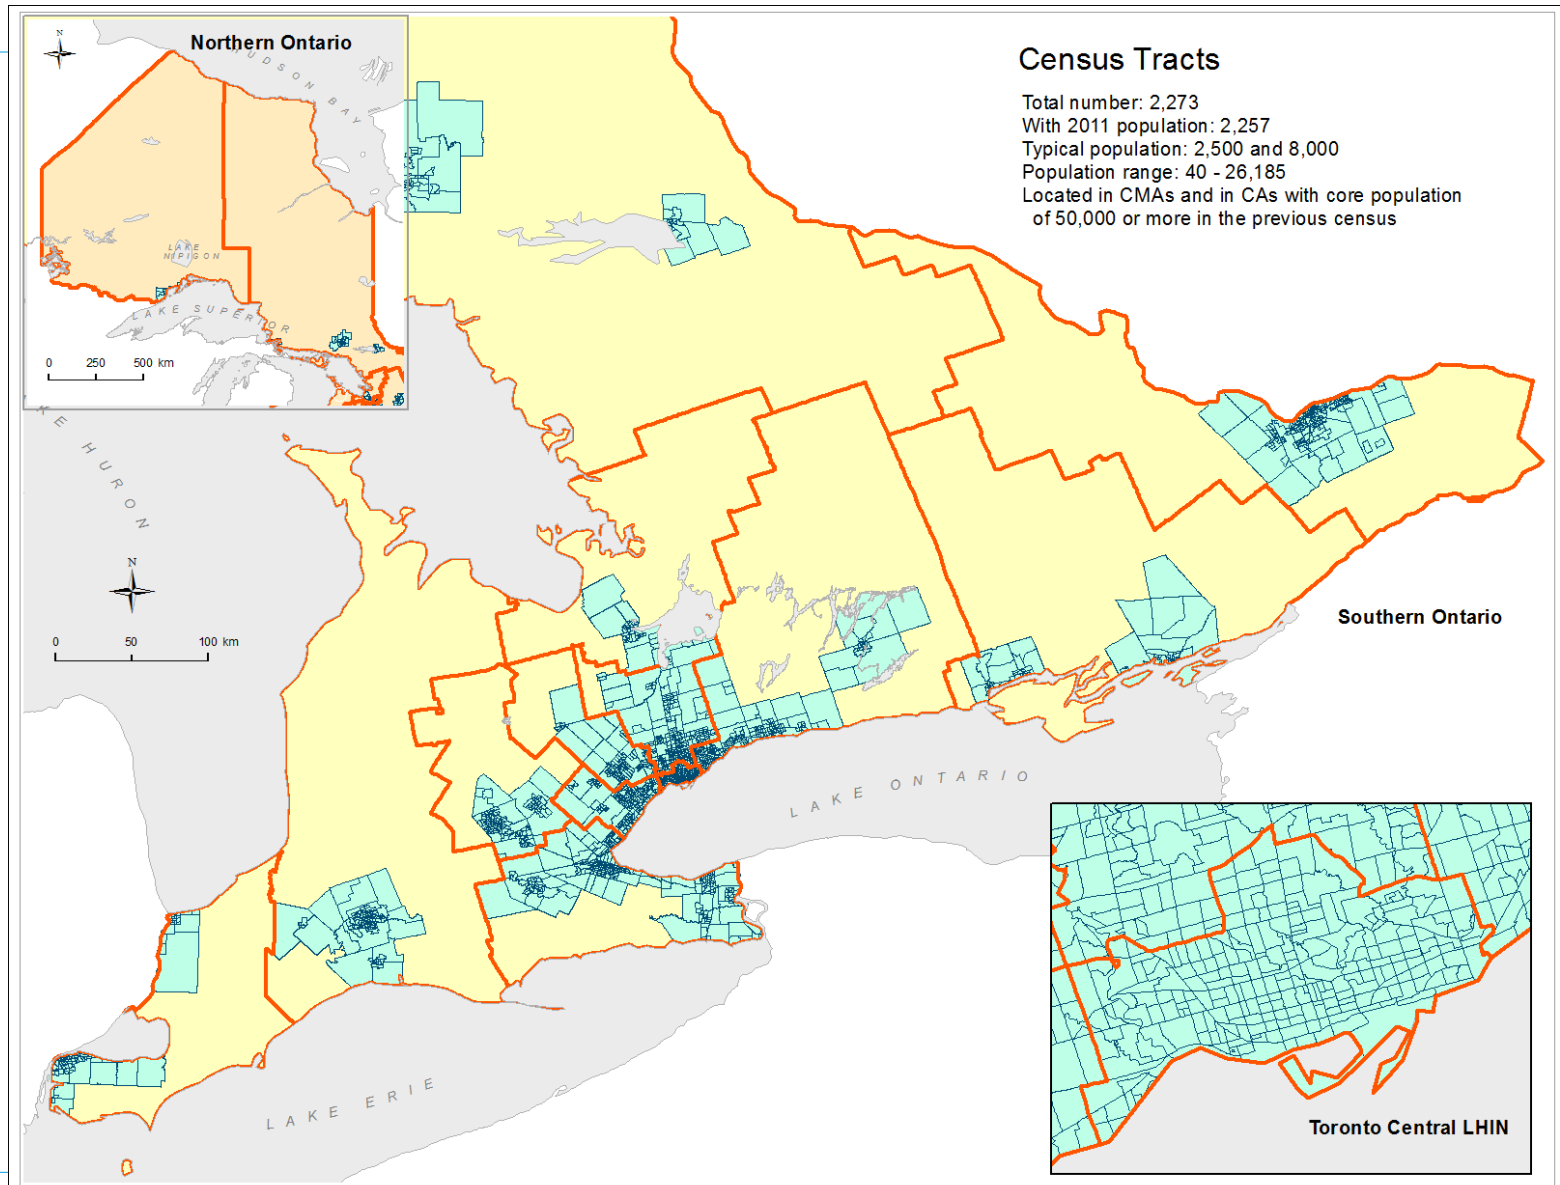 N
Northern Ontario
HUDSON BAY
LAKE
NIPIGON
LAKE SUPERIOR
0 250 500 km
Census Tracts
Total number: 2,273
With 2011 population: 2,257
Typical population: 2,500 and 8,000
Population range: 40 - 26,185
Located in CMAs and in CAs with core population
of 50,000 or more in the previous census
KE HURON
N
0 50 100 km
Southern Ontario
LAKE ONTARIO
LAKE ERIE
Toronto Central LHIN